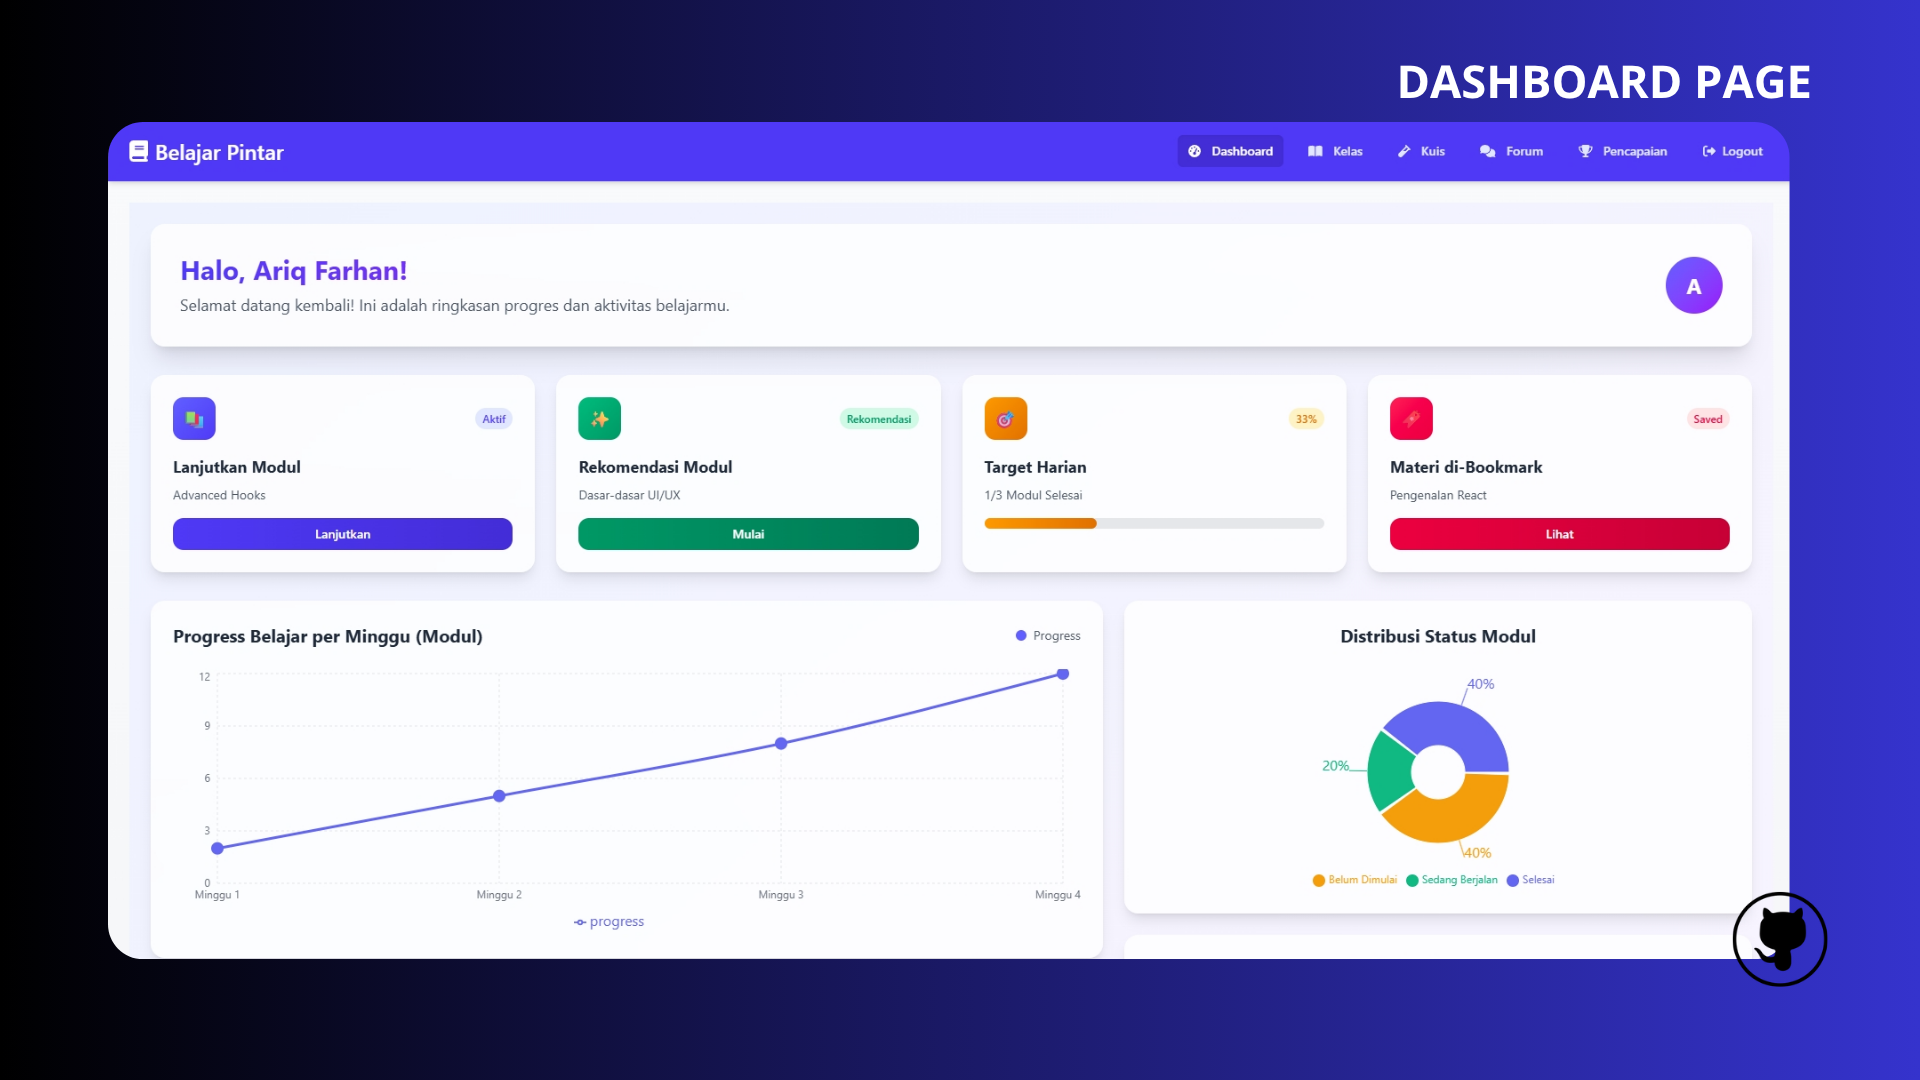 DASHBOARD PAGE
Belajar Pintar
Dashboard
Kelas
Kuis
Forum
Pencapaian
Logout
Halo, Ariq Farhan!
Selamat datang kembali! Ini adalah ringkasan progres dan aktivitas belajarmu.
A
Aktif
Lanjutkan Modul
Advanced Hooks
Lanjutkan
Rekomendasi
Rekomendasi Modul
Dasar-dasar UI/UX
Mulai
33%
Target Harian
1/3 Modul Selesai
Saved
Materi di-Bookmark
Pengenalan React
Lihat
Progress Belajar per Minggu (Modul)
Progress
12
9
6
3
0
Minggu 1
Minggu 2
Minggu 3
Minggu 4
progress
Distribusi Status Modul
40%
20%
40%
Belum Dimulai
Sedang Berjalan
Selesai